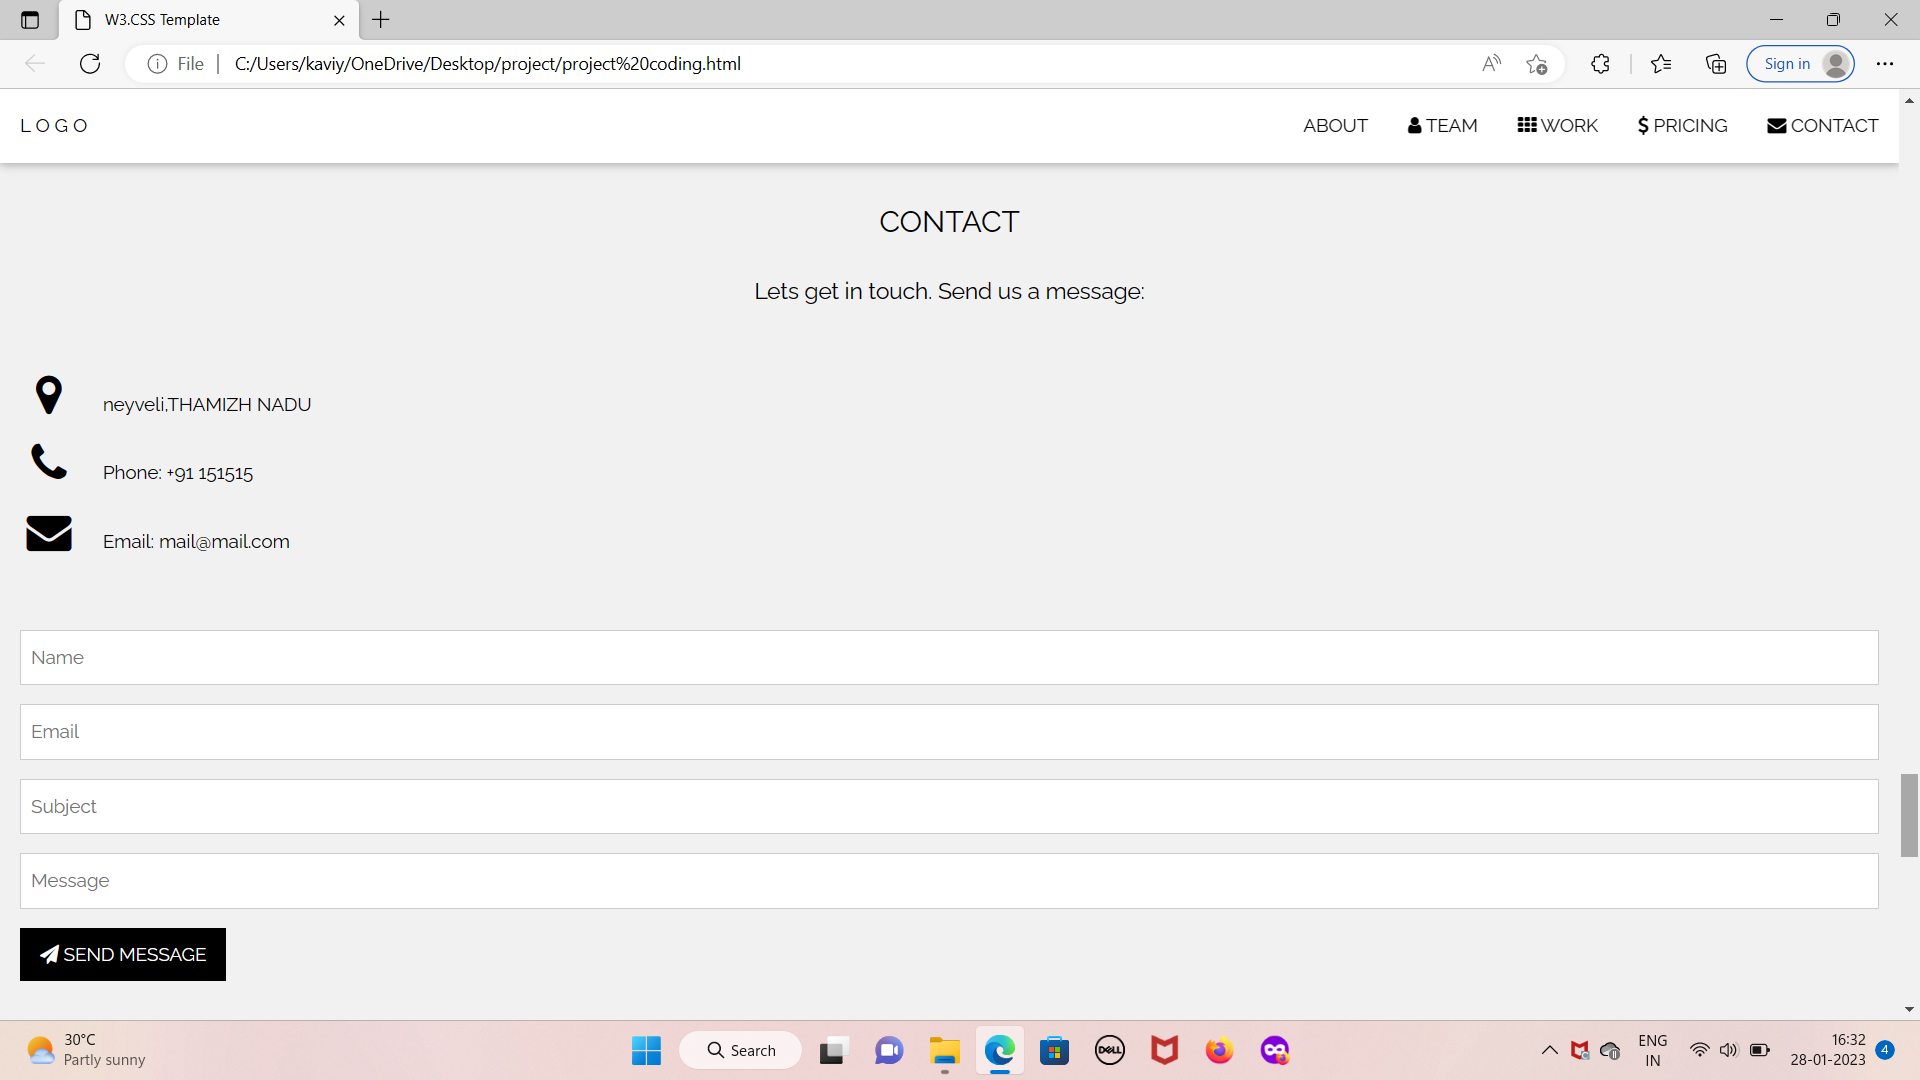 W3.CSS Template
File
C:/Users/kaviy/OneDrive/Desktop/project/project%20coding.html
Sign in
LOGO
ABOUT
TEAM
WORK
$ PRICING
CONTACT
CONTACT
Lets get in touch. Send us a message:
neyveli,THAMIZH NADU
Phone: +91 151515
Email: mail@mail.com
Name
Email
Subject
Message
SEND MESSAGE
30°C
Partly sunny
Search
DELL
ENG
IN
16:32
28-01-2023
4